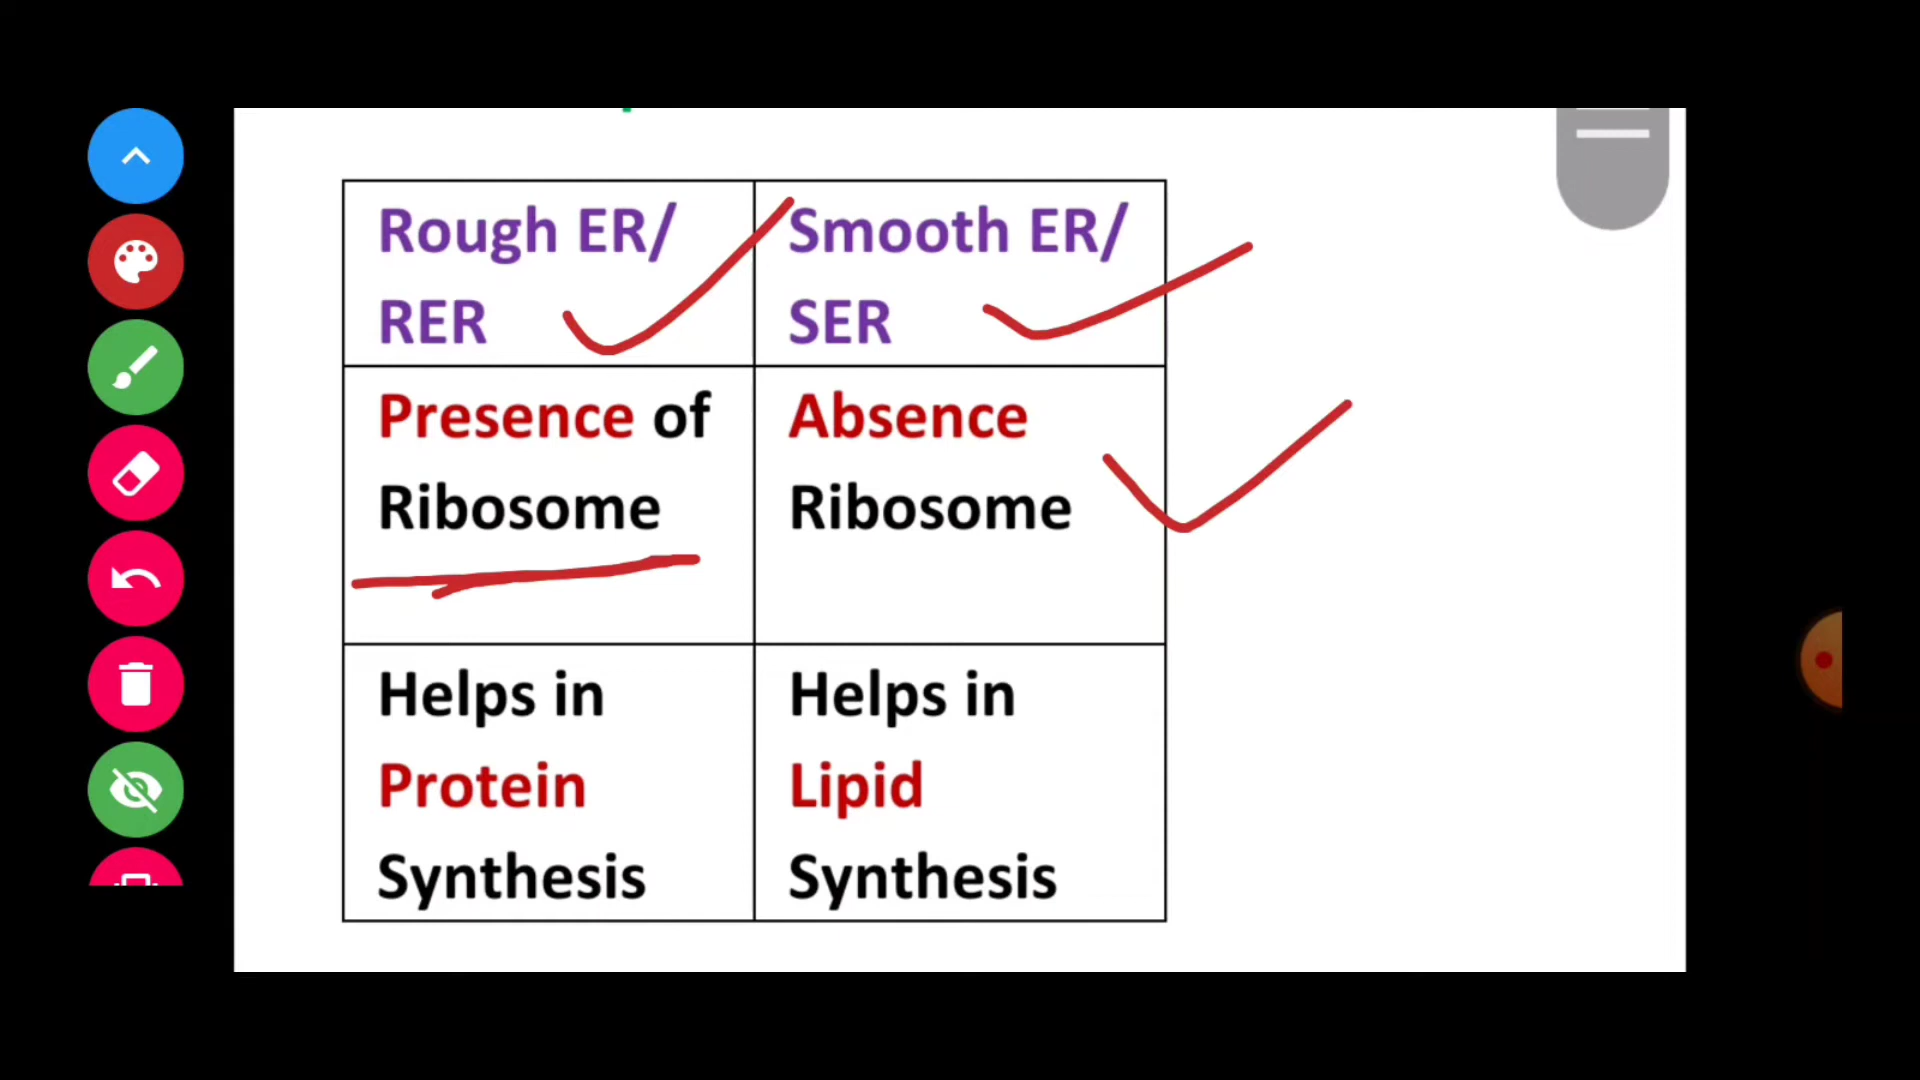 Rough ER/
RER
Smooth ER/
SER
Presence of
Ribosome
Absence
Ribosome
Helps in
Protein
Synthesis
Helps in
Lipid
Synthesis